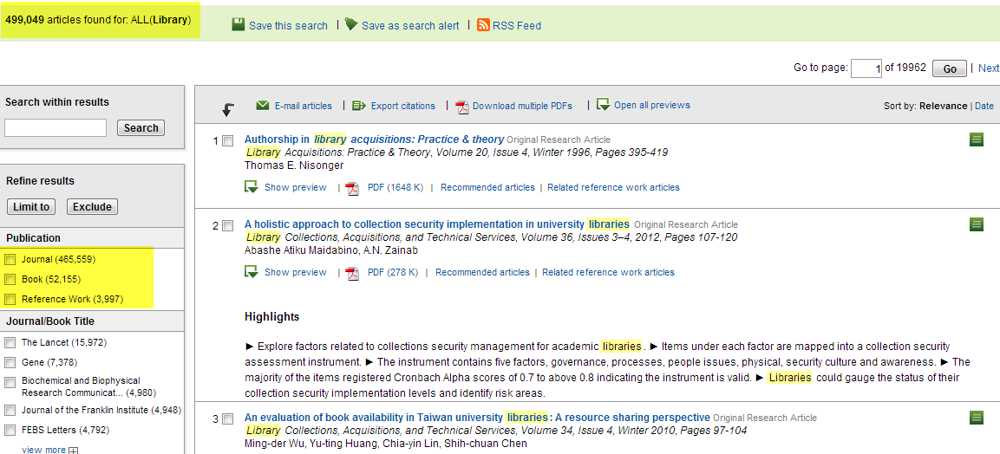 499,049 articles found for: ALL(Library)
Save this search | Save as search alert | RSS Feed
Go to page: 1 of 19962 Go | Next
Search within results
Search
Refine results
Limit to Exclude
Publication
Journal (465,559)
Book (52,155)
Reference Work (3,997)
Journal/Book Title
The Lancet (15,972)
Gene (7,378)
Biochemical and Biophysical
Research Communicat... (4,980)
Journal of the Franklin Institute (4,948)
FEBS Letters (4,792)
view more
E-mail articles | Export citations | Download multiple PDFs | Open all previews
Sort by: Relevance | Date
1 Authorship in library acquisitions: Practice & theory Original Research Article
Library Acquisitions: Practice & Theory, Volume 20, Issue 4, Winter 1996, Pages 395-419
Thomas E. Nisonger
Show preview | PDF (1648 K) | Recommended articles | Related reference work articles
2 A holistic approach to collection security implementation in university libraries Original Research Article
Library Collections, Acquisitions, and Technical Services, Volume 36, Issues 3–4, 2012, Pages 107-120
Abashe Atiku Maidabino, A.N. Zainab
Show preview | PDF (278 K) | Recommended articles | Related reference work articles
Highlights
► Explore factors related to collections security management for academic libraries . ► Items under each factor are mapped into a collection security
assessment instrument. ► The instrument contains five factors, governance, processes, people issues, physical, security culture and awareness. ► The
majority of the items registered Cronbach Alpha scores of 0.7 to above 0.8 indicating the instrument is valid. ► Libraries could gauge the status of their
collection security implementation levels and identify risk areas.
3 An evaluation of book availability in Taiwan university libraries: A resource sharing perspective Original Research Article
Library Collections, Acquisitions, and Technical Services, Volume 34, Issue 4, Winter 2010, Pages 97-104
Ming-der Wu, Yu-ting Huang, Chia-yin Lin, Shih-chuan Chen